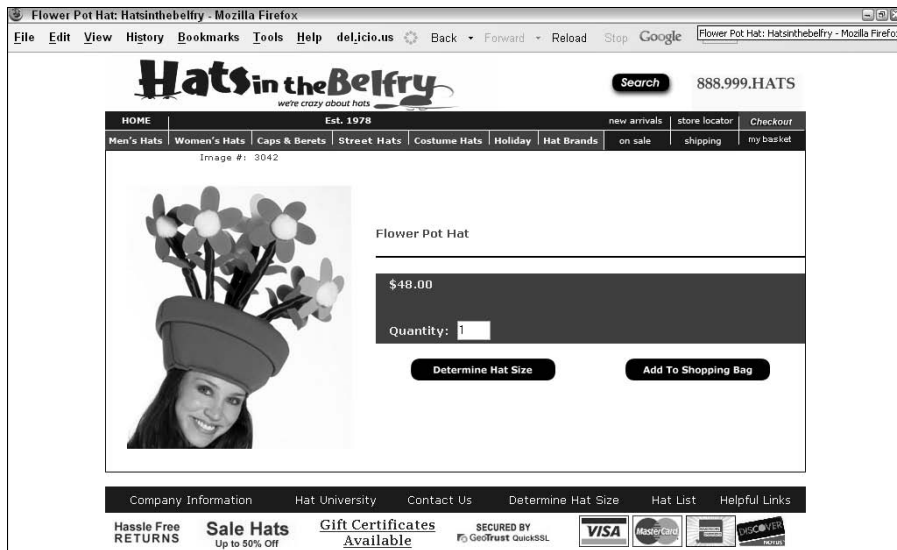 Flower Pot Hat: Hatsinthebelfry - Mozilla Firefox
File Edit View History Bookmarks Tools Help del.icio.us Back Forward Reload Stop Google
Flower Pot Hat: Hatsinthebelfry - Mozilla Firefo
Hats in the Belfry
we're crazy about hats
Search
888.999.HATS
HOME Est. 1978 new arrivals store locator Checkout
Men's Hats Women's Hats Caps & Berets Street Hats Costume Hats Holiday Hat Brands on sale shipping my basket
Image #: 3042
Flower Pot Hat
$48.00
Quantity: 1
Determine Hat Size Add To Shopping Bag
Company Information Hat University Contact Us Determine Hat Size Hat List Helpful Links
Hassle Free
RETURNS
Sale Hats
Up to 50% Off
Gift Certificates
Available
SECURED BY
GeoTrust QuickSSL
VISA MasterCard DISCOVER